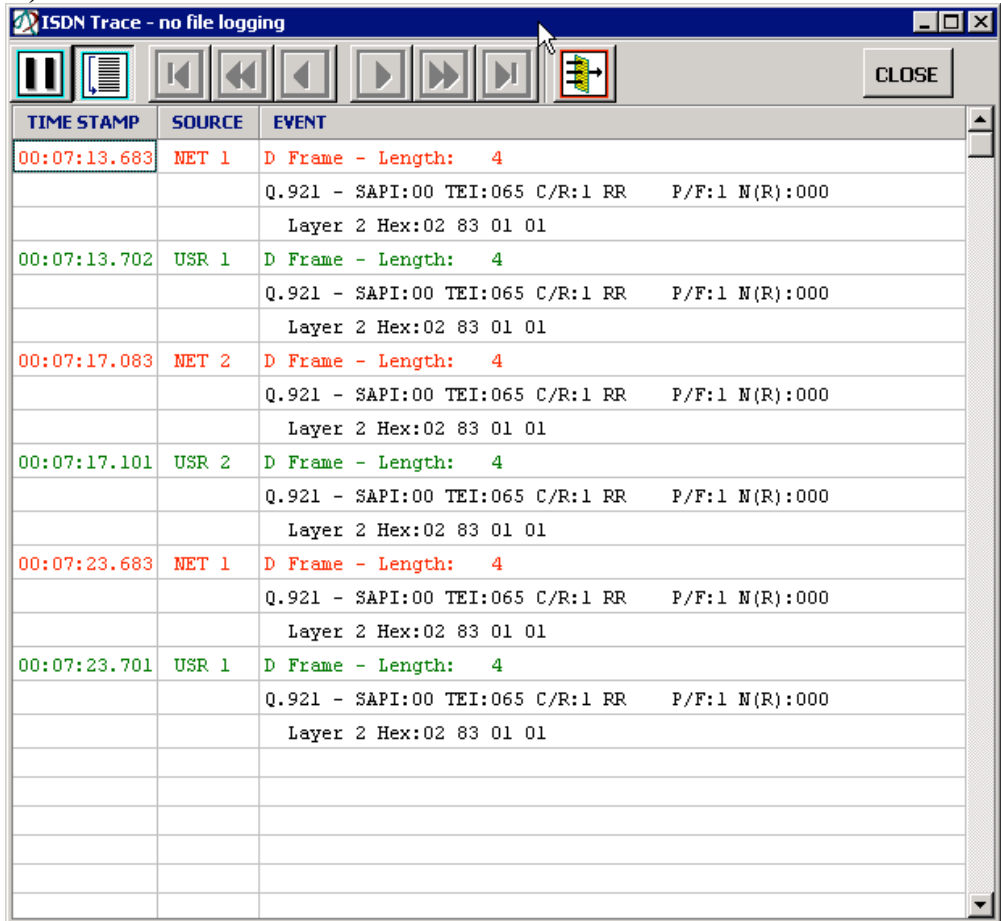 ISDN Trace - no file logging
CLOSE
TIME STAMP SOURCE EVENT
00:07:13.683 NET 1 D Frame - Length: 4
Q.921 - SAPI:00 TEI:065 C/R:1 RR P/F:1 N(R):000
Layer 2 Hex:02 83 01 01
00:07:13.702 USR 1 D Frame - Length: 4
Q.921 - SAPI:00 TEI:065 C/R:1 RR P/F:1 N(R):000
Layer 2 Hex:02 83 01 01
00:07:17.083 NET 2 D Frame - Length: 4
Q.921 - SAPI:00 TEI:065 C/R:1 RR P/F:1 N(R):000
Layer 2 Hex:02 83 01 01
00:07:17.101 USR 2 D Frame - Length: 4
Q.921 - SAPI:00 TEI:065 C/R:1 RR P/F:1 N(R):000
Layer 2 Hex:02 83 01 01
00:07:23.683 NET 1 D Frame - Length: 4
Q.921 - SAPI:00 TEI:065 C/R:1 RR P/F:1 N(R):000
Layer 2 Hex:02 83 01 01
00:07:23.701 USR 1 D Frame - Length: 4
Q.921 - SAPI:00 TEI:065 C/R:1 RR P/F:1 N(R):000
Layer 2 Hex:02 83 01 01